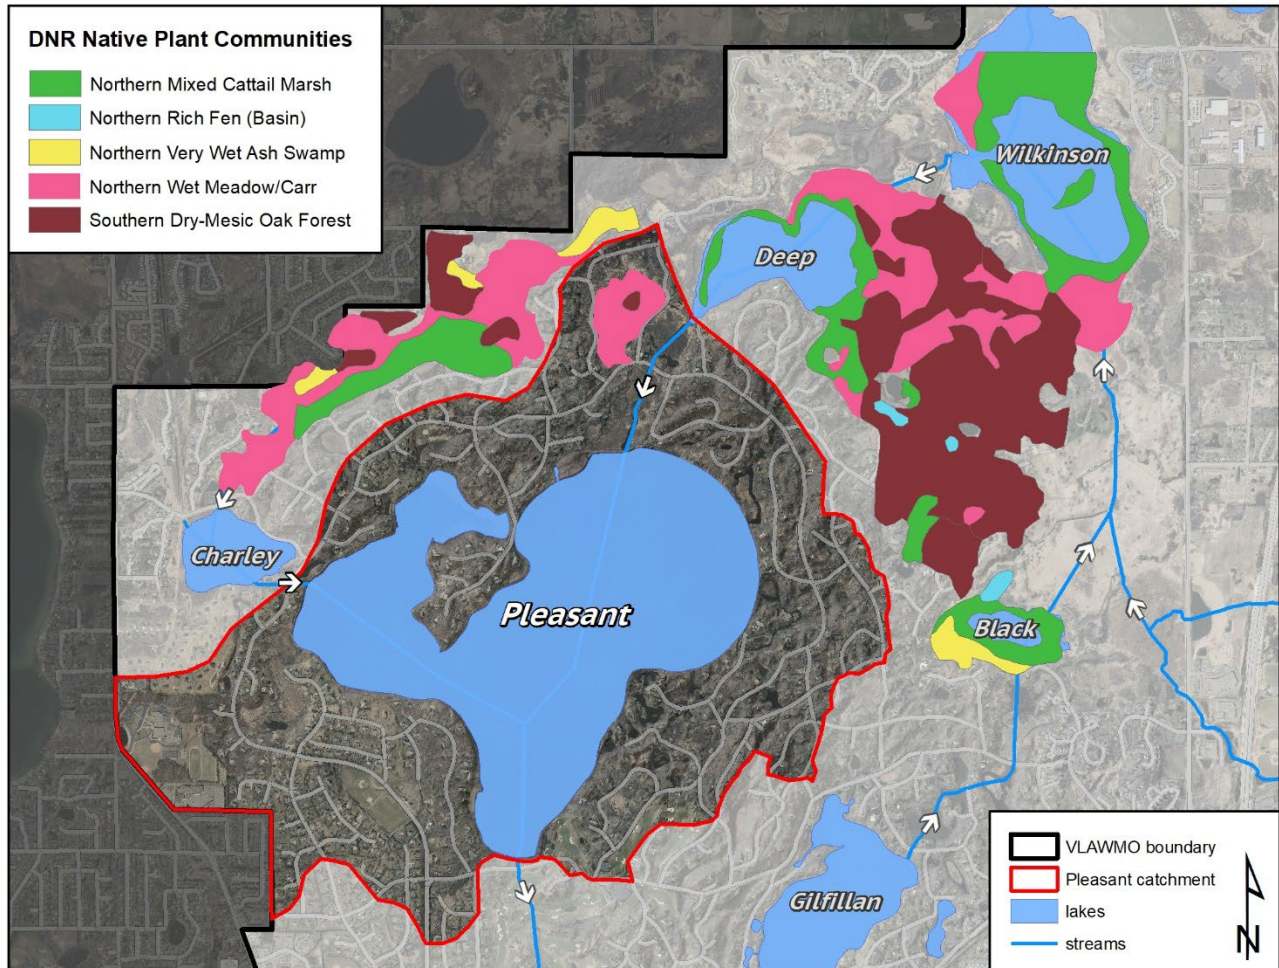 DNR Native Plant Communities
Northern Mixed Cattail Marsh
Northern Rich Fen (Basin)
Northern Very Wet Ash Swamp
Northern Wet Meadow/Carr
Southern Dry-Mesic Oak Forest
Wilkinson
Deep
Charley
Pleasant
Black
Gilfillan
VLAWMO boundary
Pleasant catchment
lakes
streams
N